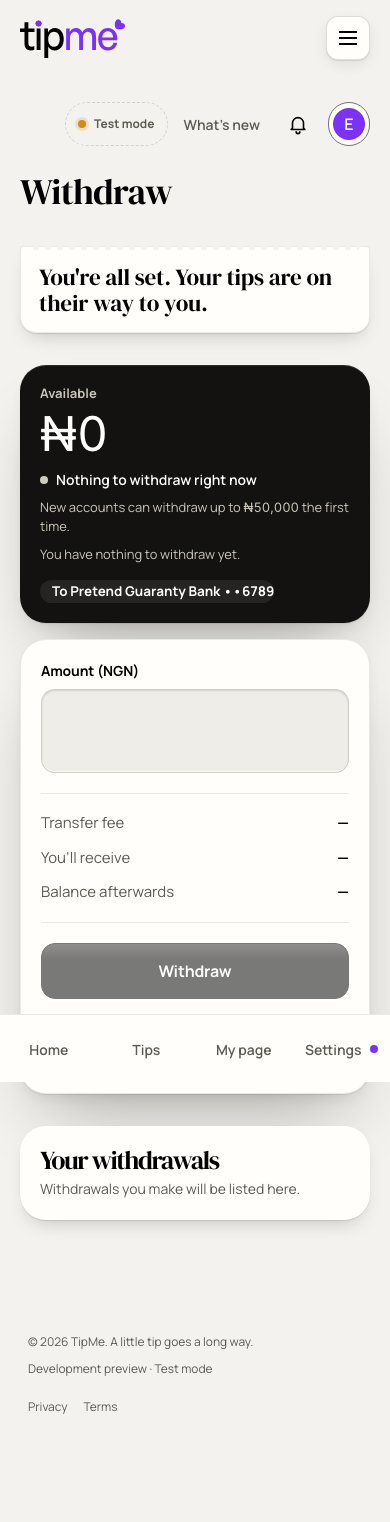 tipme
Test mode
What's new
E
Withdraw
You're all set. Your tips are on
their way to you.
Available
₦0
Nothing to withdraw right now
New accounts can withdraw up to ₦50,000 the first
time.
You have nothing to withdraw yet.
To Pretend Guaranty Bank ••6789
Amount (NGN)
Transfer fee –
You'll receive –
Balance afterwards –
Withdraw
Home Tips My page Settings
Your withdrawals
Withdrawals you make will be listed here.
© 2026 TipMe. A little tip goes a long way.
Development preview · Test mode
Privacy Terms